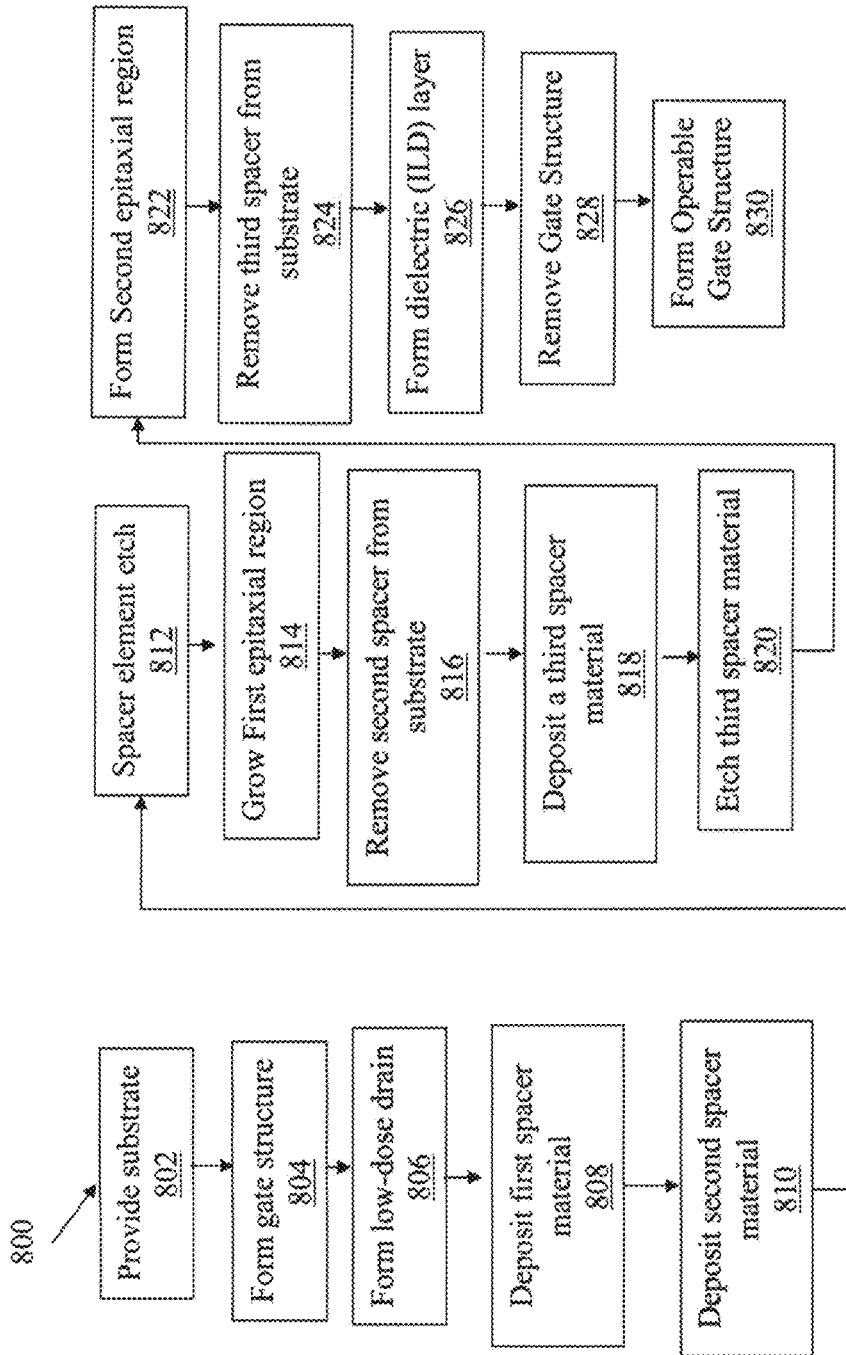 800
Provide substrate
802
Form gate structure
804
Form low-dose drain
806
Deposit first spacer
material
808
Deposit second spacer
material
810
Spacer element etch
812
Grow First epitaxial region
814
Remove second spacer from
substrate
816
Deposit a third spacer
material
818
Etch third spacer material
820
Form Second epitaxial region
822
Remove third spacer from
substrate
824
Form dielectric (ILD) layer
826
Remove Gate Structure
828
Form Operable
Gate Structure
830